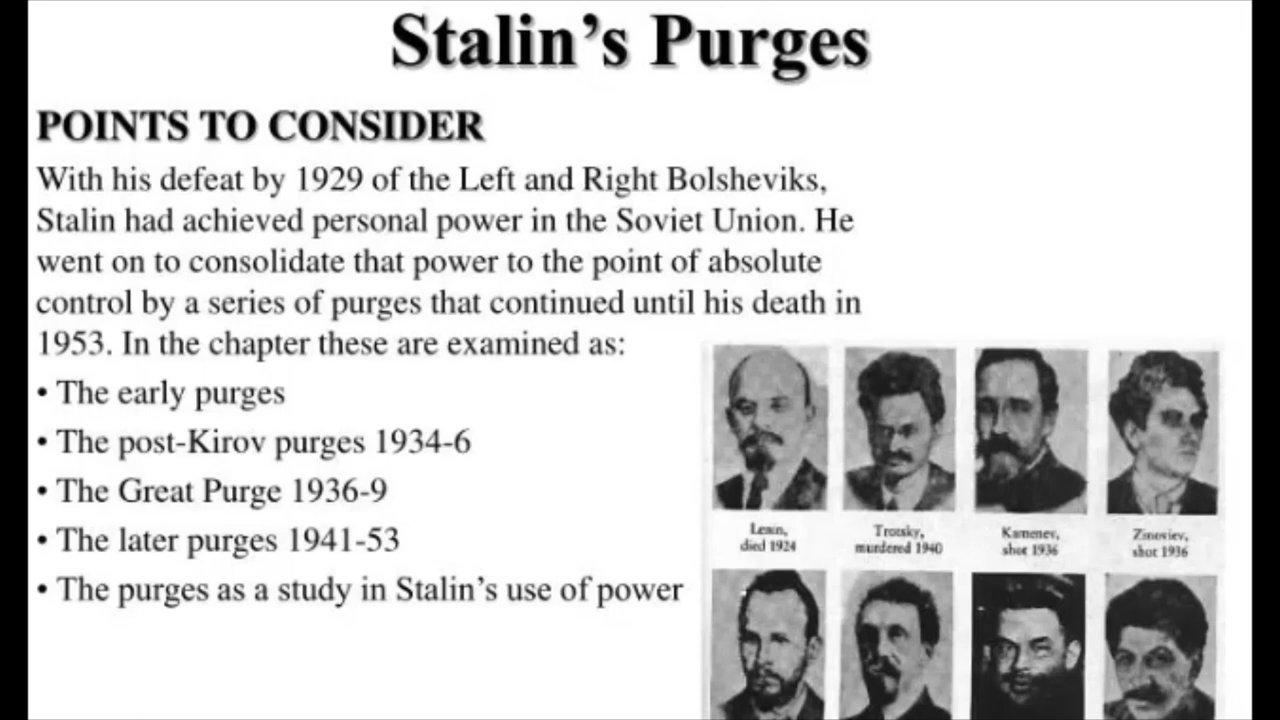 Stalin’s Purges
POINTS TO CONSIDER
With his defeat by 1929 of the Left and Right Bolsheviks,
Stalin had achieved personal power in the Soviet Union. He
went on to consolidate that power to the point of absolute
control by a series of purges that continued until his death in
1953. In the chapter these are examined as:
• The early purges
• The post-Kirov purges 1934-6
• The Great Purge 1936-9
• The later purges 1941-53
• The purges as a study in Stalin’s use of power
Lenin,
died 1924
Trotsky,
murdered 1940
Kamenev,
shot 1936
Zinoviev,
shot 1936